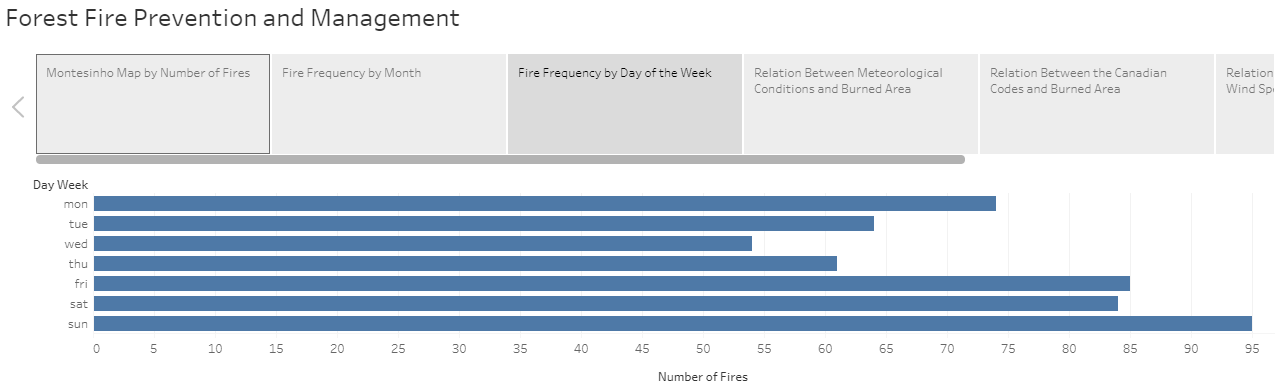 Forest Fire Prevention and Management
Montesinho Map by Number of Fires
Fire Frequency by Month
Fire Frequency by Day of the Week
Relation Between Meteorological
Conditions and Burned Area
Relation Between the Canadian
Codes and Burned Area
Relation
Wind Spe
Day Week
mon
tue
wed
thu
fri
sat
sun
0 5 10 15 20 25 30 35 40 45 50 55 60 65 70 75 80 85 90 95
Number of Fires